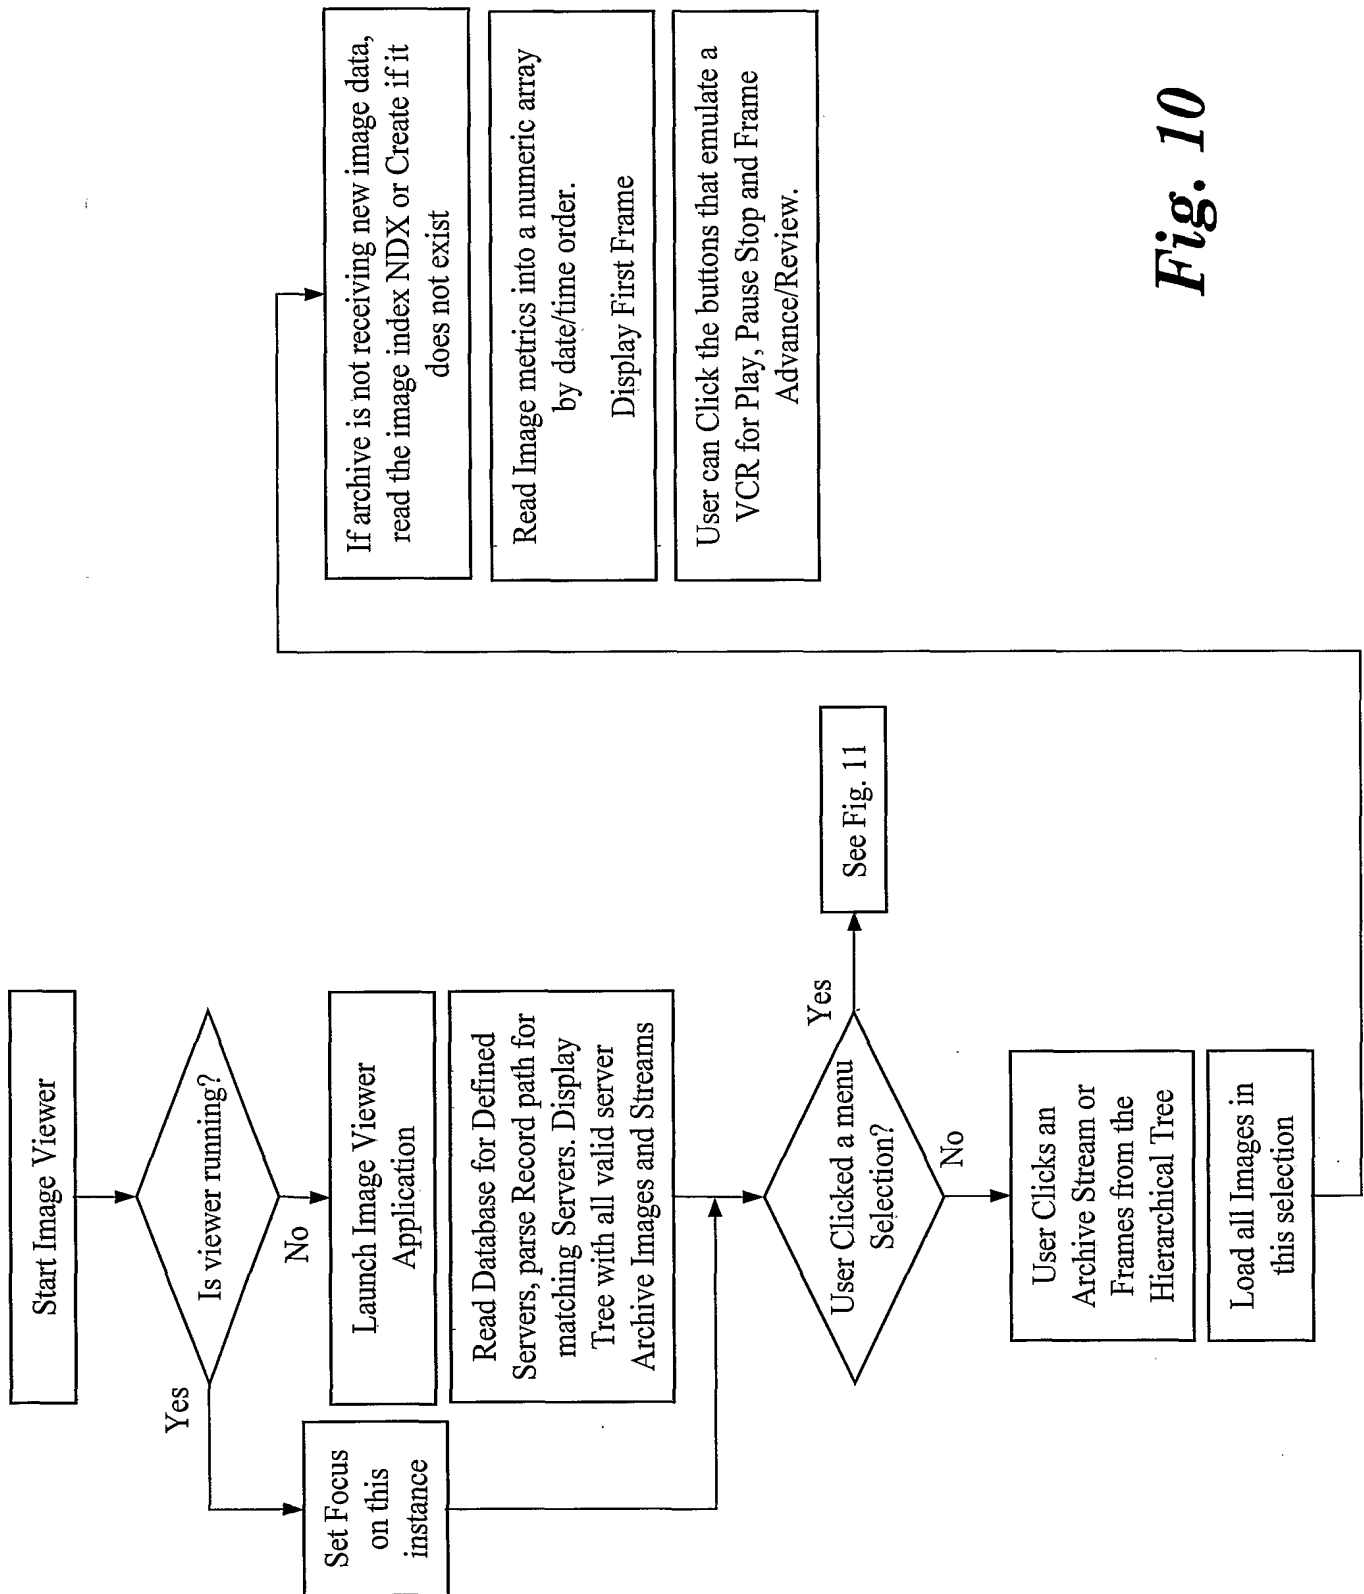 Start Image Viewer
Is viewer running?
Yes
No
Set Focus
on this
instance
Launch Image Viewer
Application
Read Database for Defined
Servers, parse Record path for
matching Servers. Display
Tree with all valid server
Archive Images and Streams
User Clicked a menu
Selection?
Yes
See Fig. 11
No
User Clicks an
Archive Stream or
Frames from the
Hierarchical Tree
Load all Images in
this selection
If archive is not receiving new image data,
read the image index NDX or Create if it
does not exist
Read Image metrics into a numeric array
by date/time order.
Display First Frame
User can Click the buttons that emulate a
VCR for Play, Pause Stop and Frame
Advance/Review.
Fig. 10